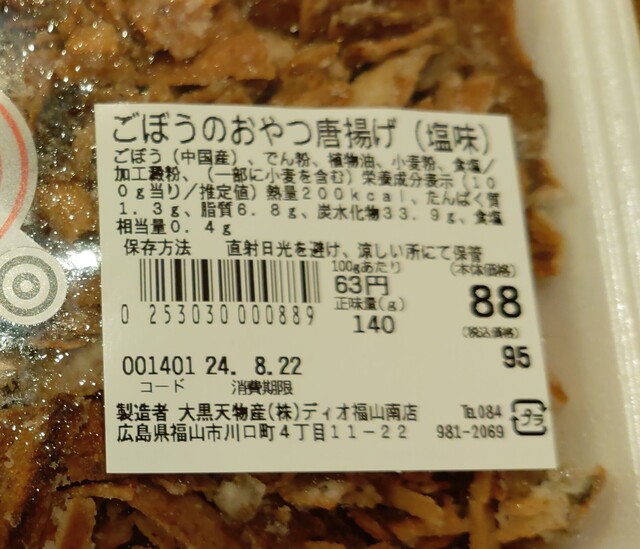 ごぼうのおやつ唐揚げ（塩味）
ごぼう（中国産）、でん粉、植物油、小麦粉、食塩／
加工澱粉、（一部に小麦を含む）栄養成分表示（１０
０ｇ当り／推定値）熱量２００ｋｃａｌ、たんぱく質
１．３ｇ、脂質６．８ｇ、炭水化物３３．９ｇ、食塩
相当量０．４ｇ
保存方法 直射日光を避け、涼しい所にて保管
100gあたり (本体価格)
63円 88
正味量(g)
140 (税込価格)
95
0 253030 000889
001401 24. 8.22
コード 消費期限
製造者 大黒天物産(株)ディオ福山南店 TEL084
広島県福山市川口町４丁目１１－２２ 981-2069
プラ